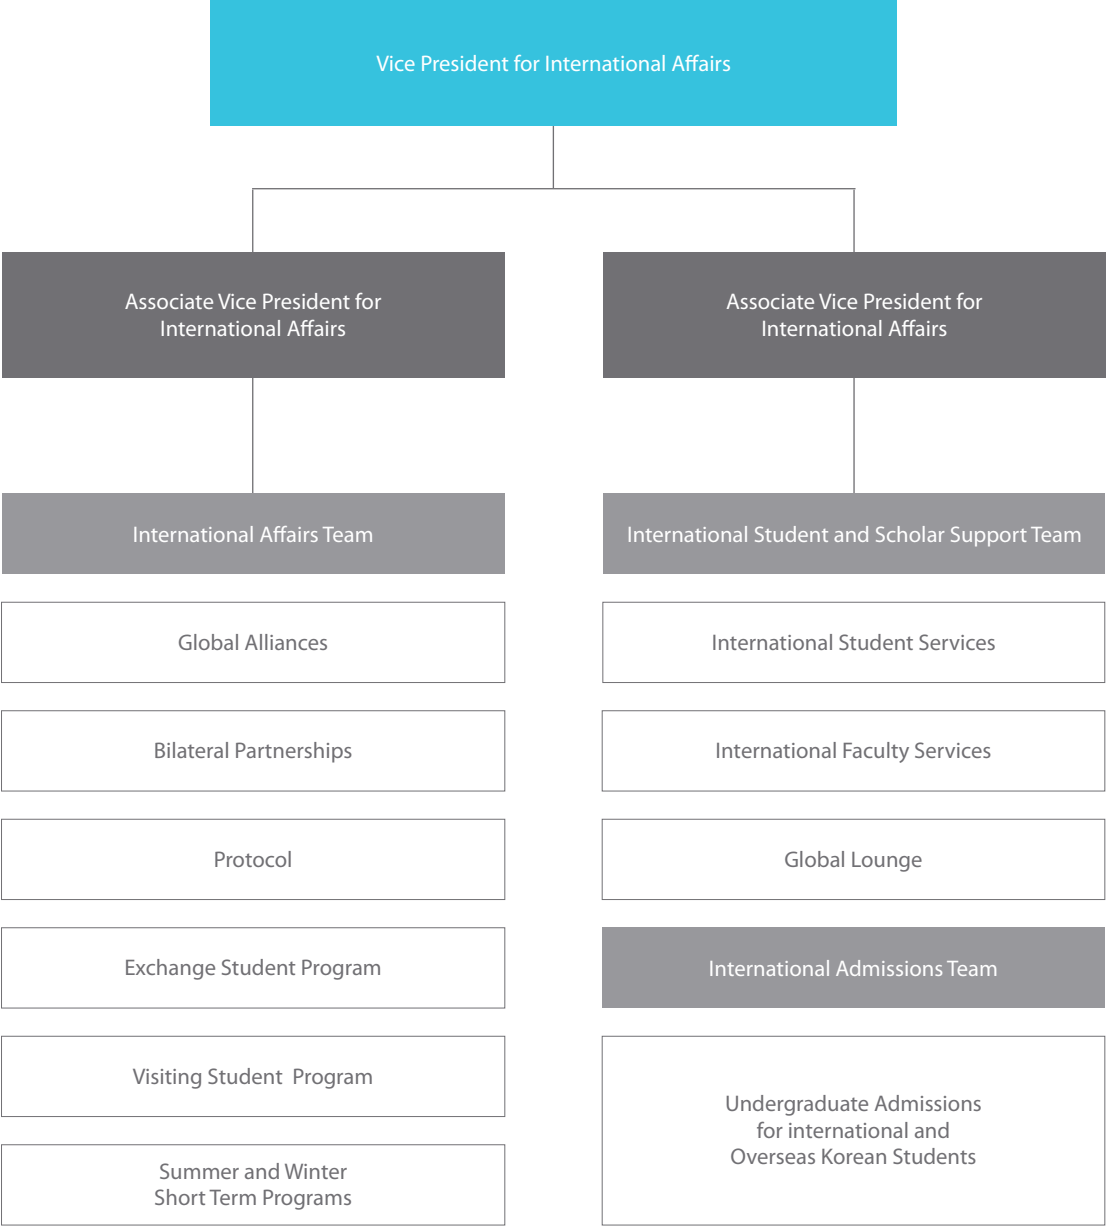 Vice President for International Affairs
Associate Vice President for
International Affairs
International Affairs Team
Global Alliances
Bilateral Partnerships
Protocol
Exchange Student Program
Visiting Student  Program
Summer and Winter
Short Term Programs
Associate Vice President for
International Affairs
International Student and Scholar Support Team
International Student Services
International Faculty Services
Global Lounge
International Admissions Team
Undergraduate Admissions
for international and
Overseas Korean Students